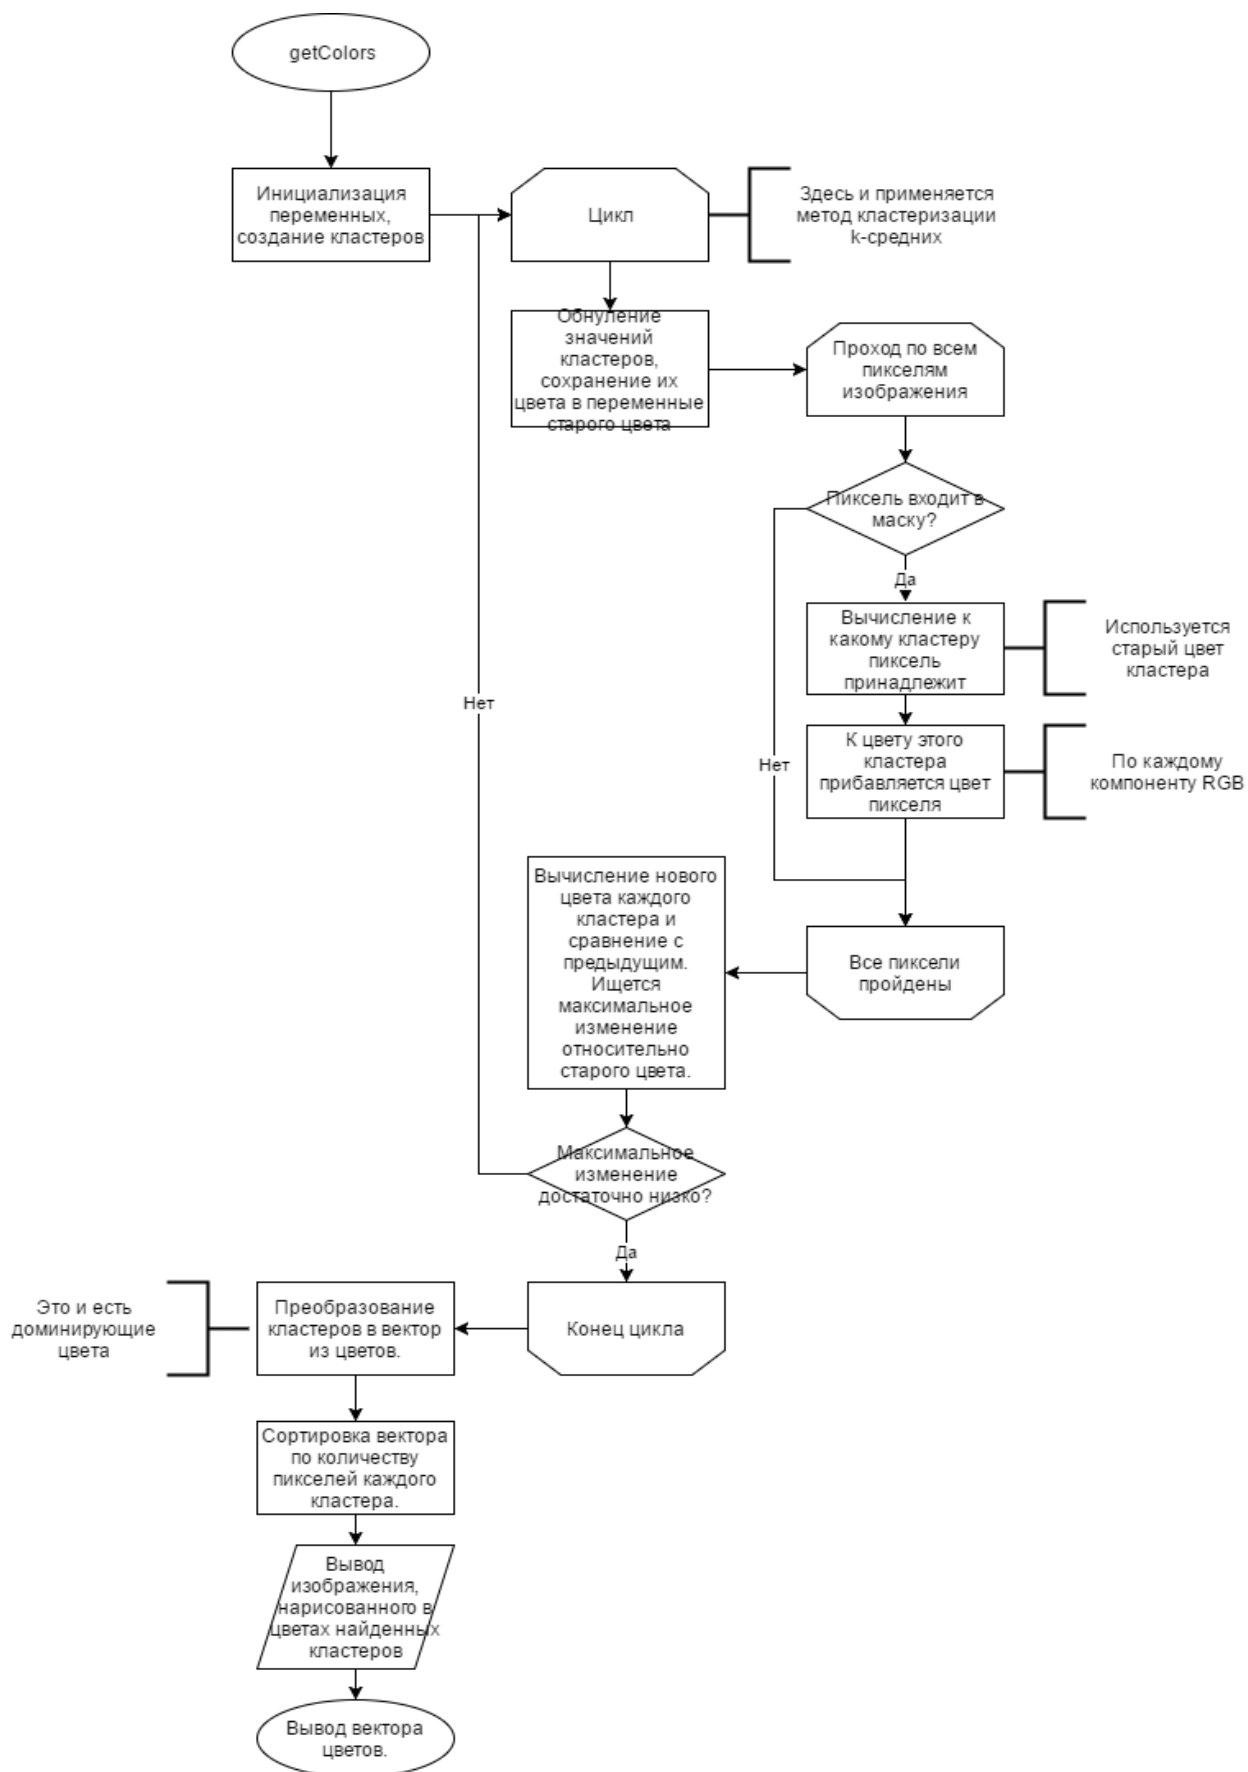 getColors
Инициализация
переменных,
создание кластеров
Цикл
Здесь и применяется
метод кластеризации
k-средних
Обнуление
значений
кластеров,
сохранение их
цвета в переменные
старого цвета
Проход по всем
пикселям
изображения
Пиксель входит в
маску?
Да
Вычисление к
какому кластеру
пиксель
принадлежит
Используется
старый цвет
кластера
Нет
К цвету этого
кластера
прибавляется цвет
пикселя
По каждому
компоненту RGB
Нет
Все пиксели
пройдены
Вычисление нового
цвета каждого
кластера и
сравнение с
предыдущим.
Ищется
максимальное
изменение
относительно
старого цвета.
Максимальное
изменение
достаточно низко?
Да
Конец цикла
Преобразование
кластеров в вектор
из цветов.
Это и есть
доминирующие
цвета
Сортировка вектора
по количеству
пикселей каждого
кластера.
Вывод
изображения,
нарисованного в
цветах найденных
кластеров
Вывод вектора
цветов.